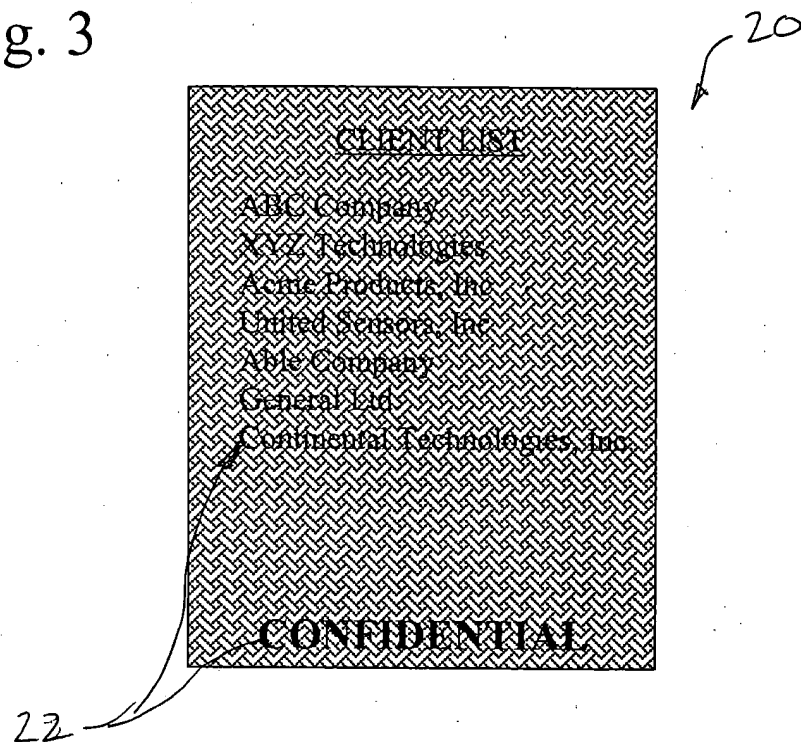 g. 3
20
CLIENT LIST
ABC Company
XYZ Technologies
Acme Products, Inc
United Sensors, Inc
Able Company
General Ltd
Continental Technologies, Inc.
CONFIDENTIAL
22